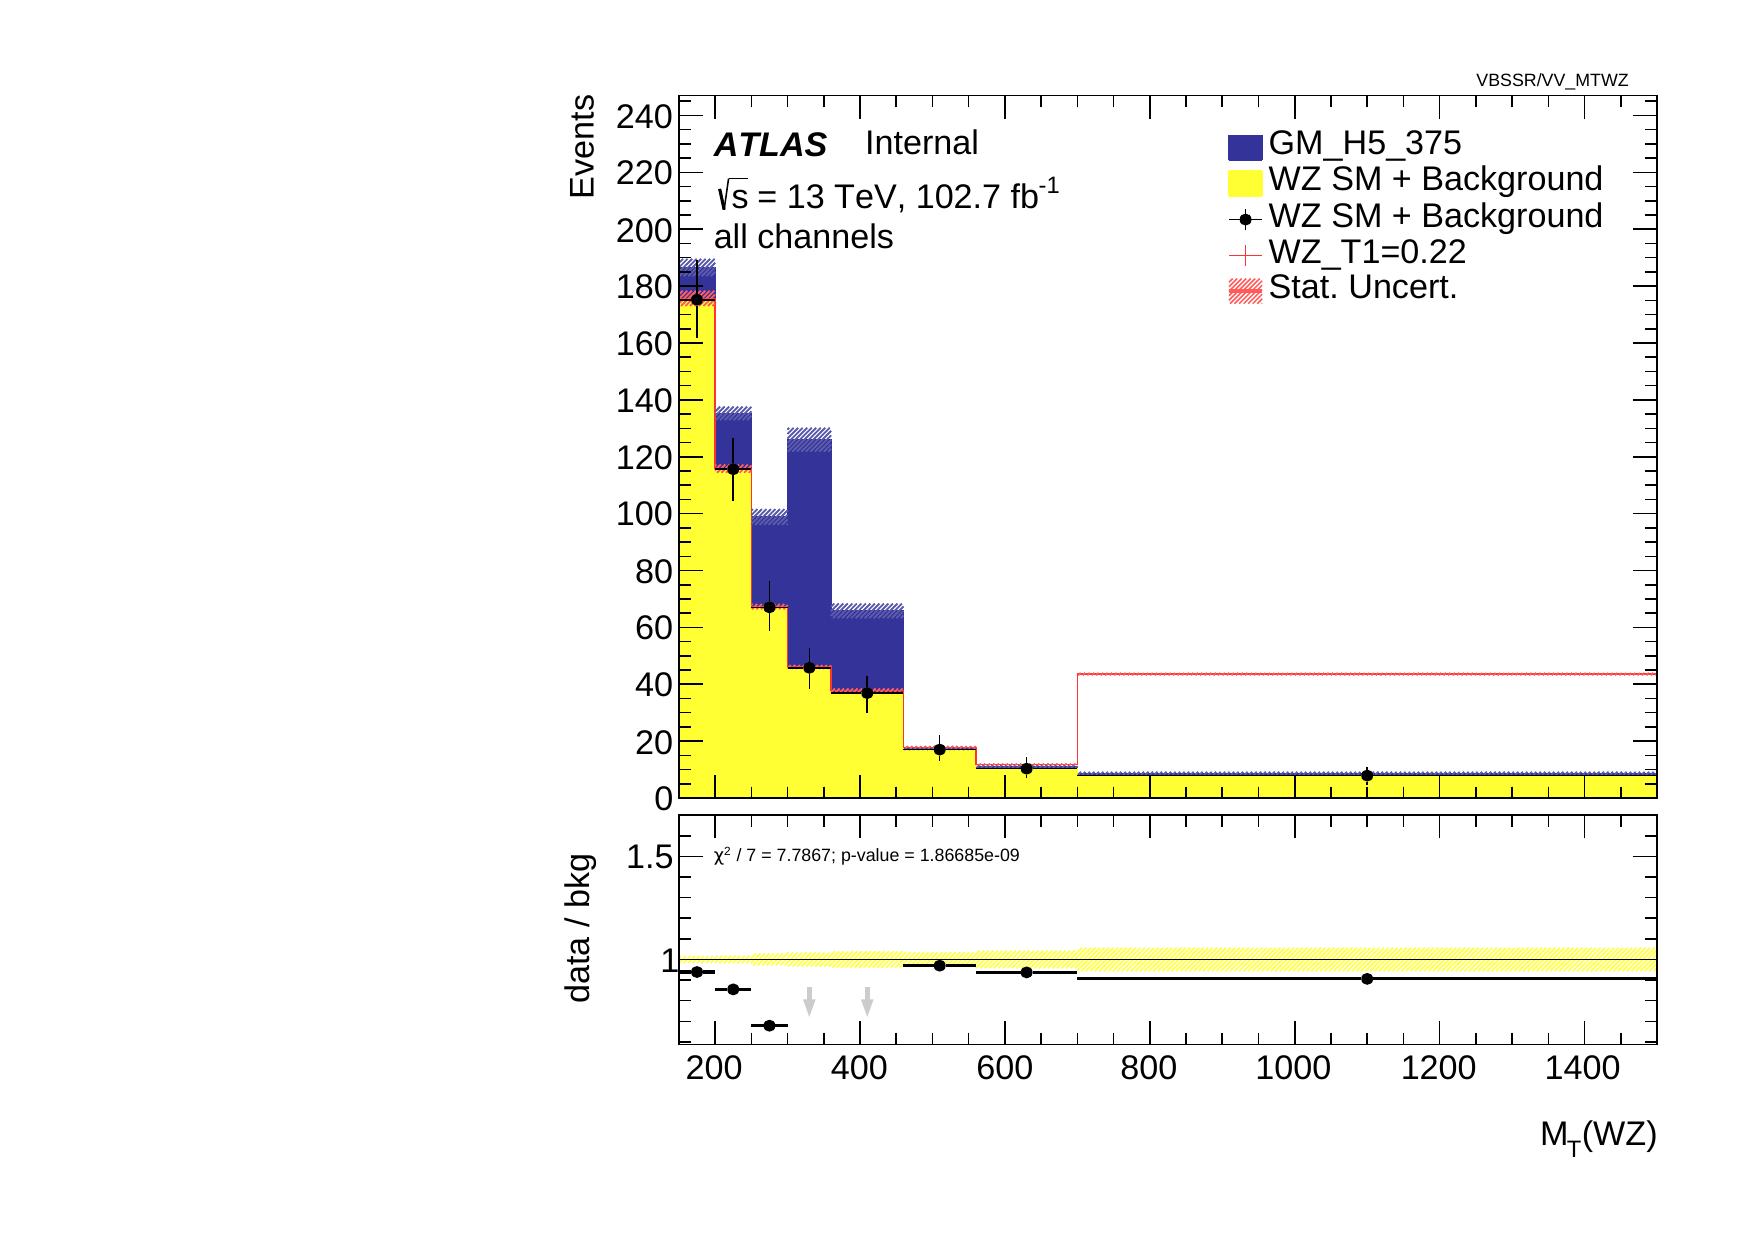 VBSSR/VV_MTWZ
Events
240
220
200
180
160
140
120
100
80
60
40
20
0
ATLAS Internal
√s = 13 TeV, 102.7 fb-1
all channels
GM_H5_375
WZ SM + Background
WZ SM + Background
WZ_T1=0.22
Stat. Uncert.
data / bkg
1.5
1
χ2 / 7 = 7.7867; p-value = 1.86685e-09
200 400 600 800 1000 1200 1400
MT(WZ)